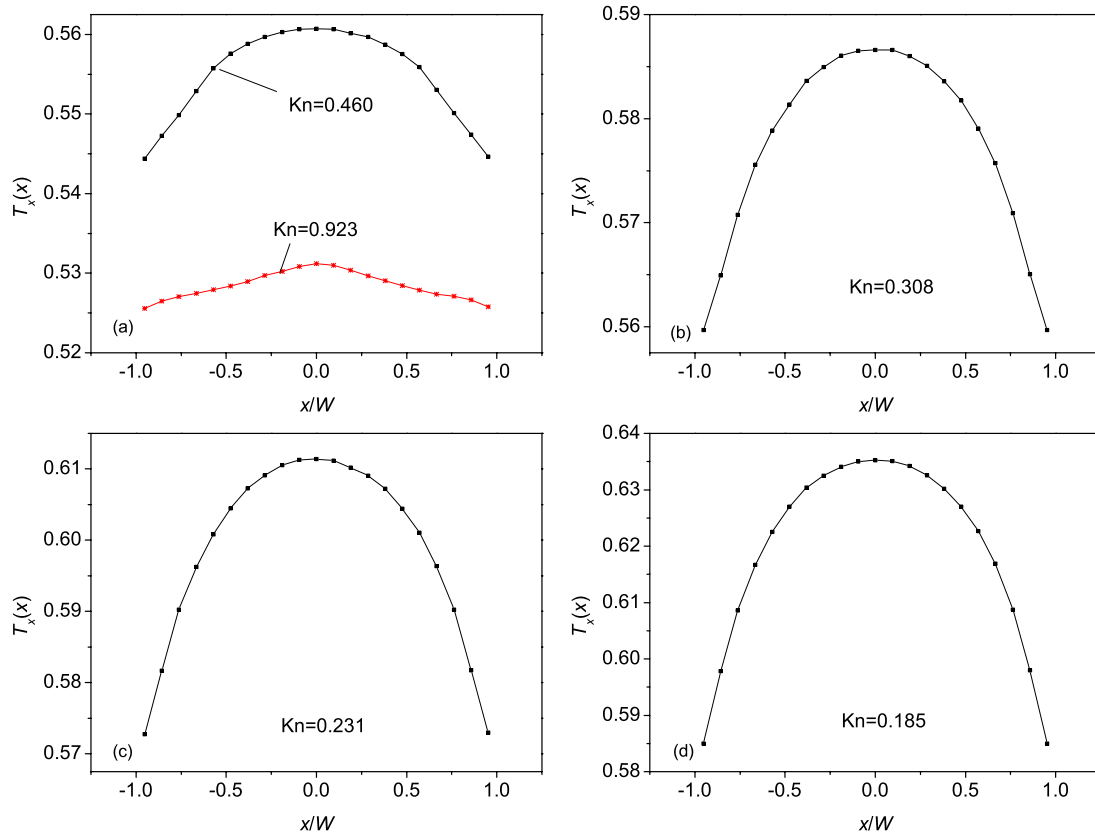 0.56
0.55
0.54
0.53
0.52
T_x(x)
Kn=0.460
Kn=0.923
(a)
-1.0 -0.5 0.0 0.5 1.0
x/W
0.59
0.58
0.57
0.56
T_x(x)
Kn=0.308
(b)
-1.0 -0.5 0.0 0.5 1.0
x/W
0.61
0.60
0.59
0.58
0.57
T_x(x)
Kn=0.231
(c)
-1.0 -0.5 0.0 0.5 1.0
x/W
0.64
0.63
0.62
0.61
0.60
0.59
0.58
T_x(x)
Kn=0.185
(d)
-1.0 -0.5 0.0 0.5 1.0
x/W